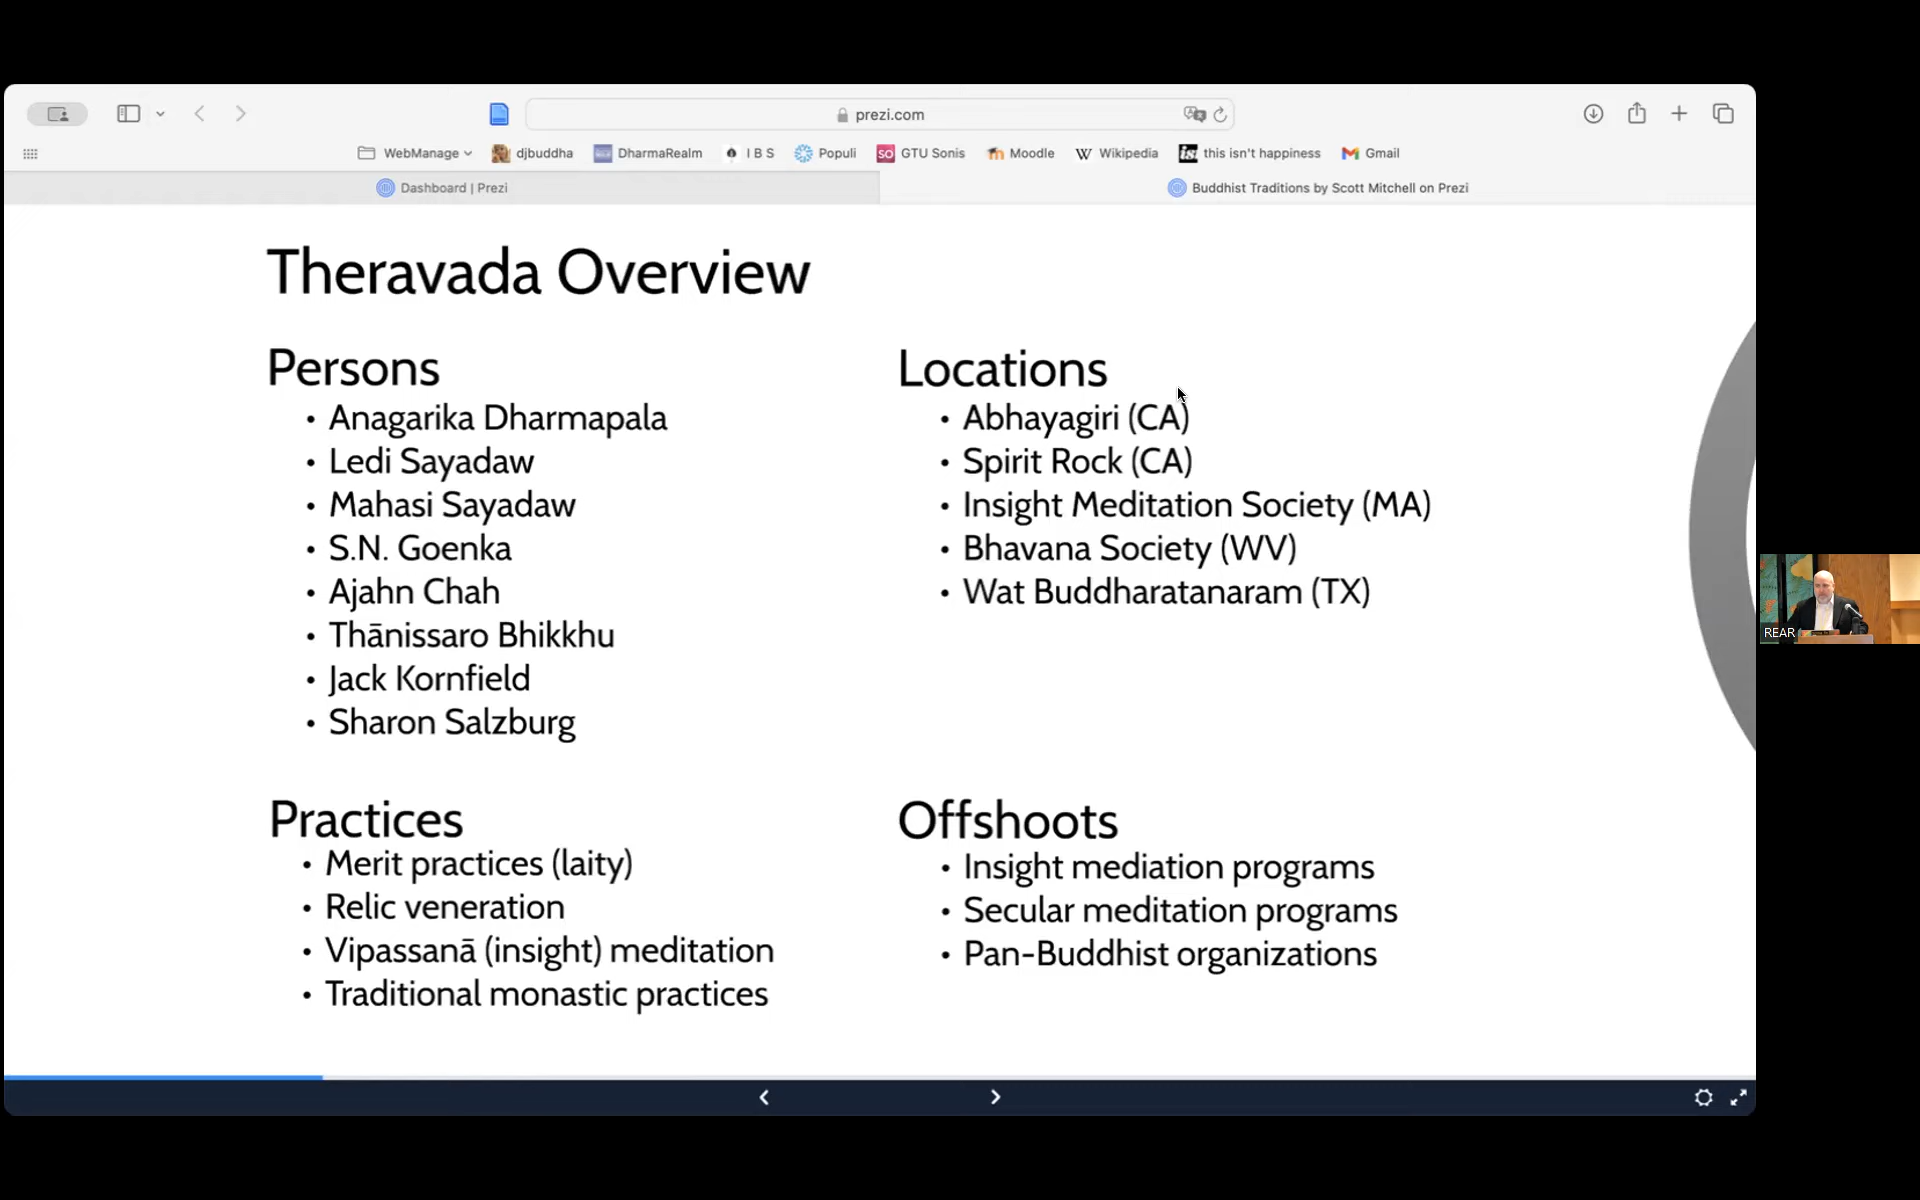 prezi.com
WebManage
djbuddha
DharmaRealm
I B S
Populi
SO
GTU Sonis
Moodle
W
Wikipedia
is!
this isn't happiness
Gmail
Dashboard | Prezi
Buddhist Traditions by Scott Mitchell on Prezi
Theravada Overview
Persons
• Anagarika Dharmapala
• Ledi Sayadaw
• Mahasi Sayadaw
• S.N. Goenka
• Ajahn Chah
• Thānissaro Bhikkhu
• Jack Kornfield
• Sharon Salzburg
Locations
• Abhayagiri (CA)
• Spirit Rock (CA)
• Insight Meditation Society (MA)
• Bhavana Society (WV)
• Wat Buddharatanaram (TX)
Practices
• Merit practices (laity)
• Relic veneration
• Vipassanā (insight) meditation
• Traditional monastic practices
Offshoots
• Insight mediation programs
• Secular meditation programs
• Pan-Buddhist organizations
REAR